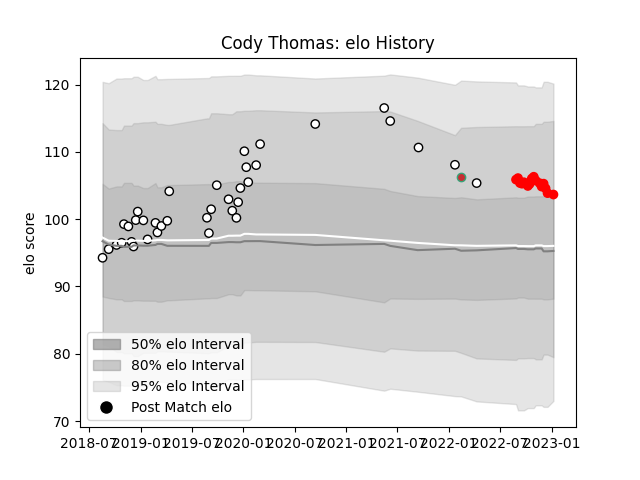 Cody Thomas: elo History
elo score
120
110
100
90
80
70
50% elo Interval
80% elo Interval
95% elo Interval
Post Match elo
2018-07 2019-01 2019-07 2020-01 2020-07 2021-01 2021-07 2022-01 2022-07 2023-01